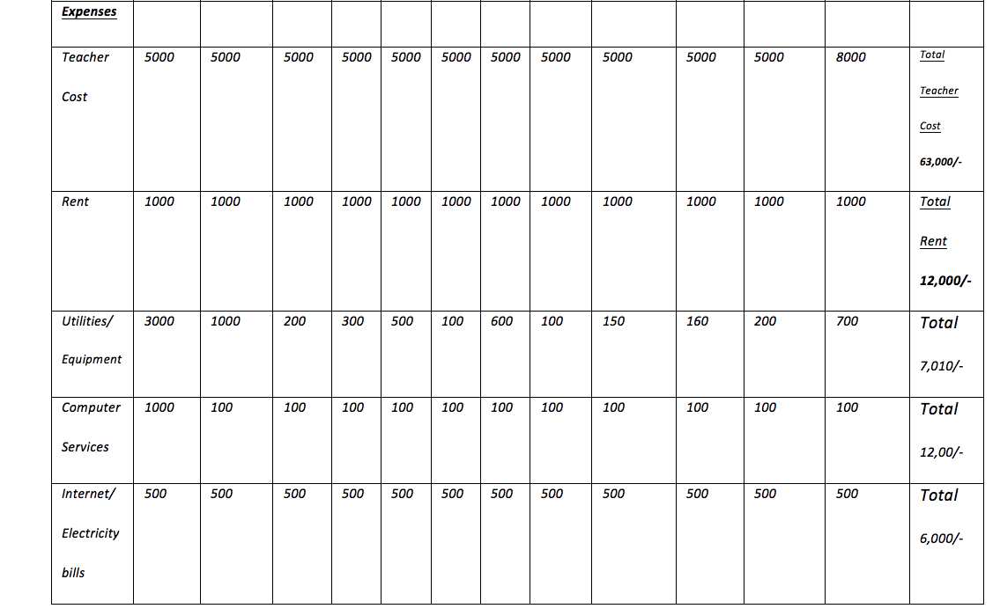 Expenses
Teacher 5000 5000 5000 5000 5000 5000 5000 5000 5000 5000 5000 8000 Total
Cost Teacher
Cost
63,000/-
Rent 1000 1000 1000 1000 1000 1000 1000 1000 1000 1000 1000 1000 Total
Rent
12,000/-
Utilities/ 3000 1000 200 300 500 100 600 100 150 160 200 700 Total
Equipment 7,010/-
Computer 1000 100 100 100 100 100 100 100 100 100 100 100 Total
Services 12,00/-
Internet/ 500 500 500 500 500 500 500 500 500 500 500 500 Total
Electricity 6,000/-
bills